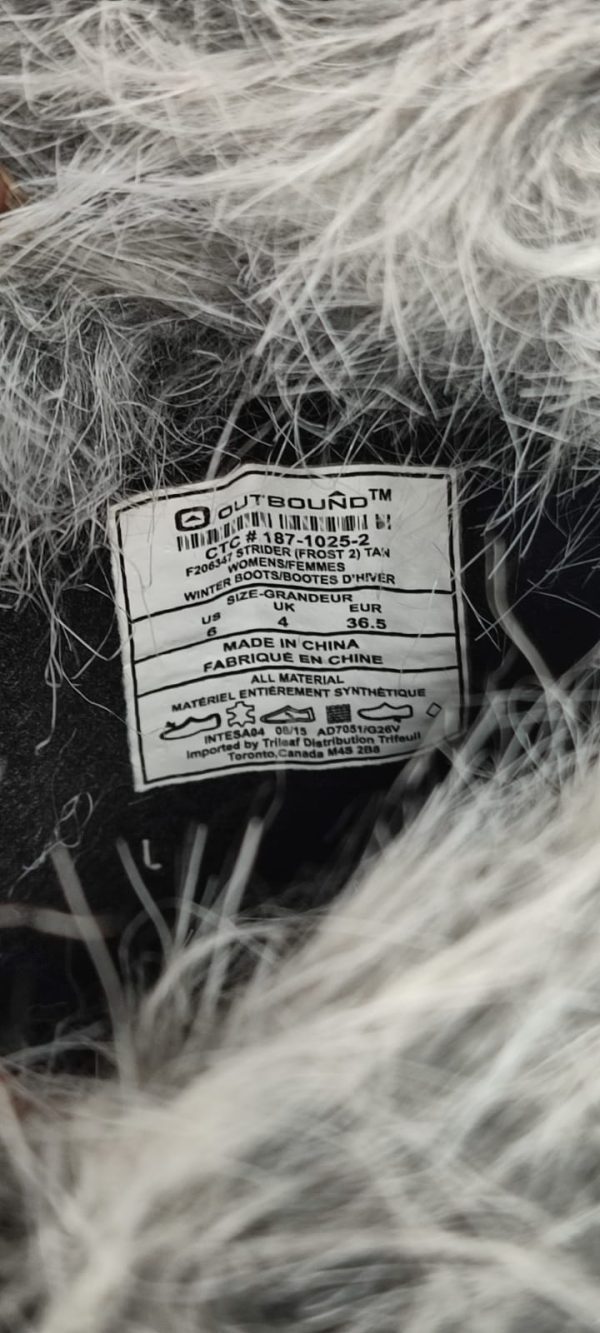 OUTBOUND™
CTC # 187-1025-2
F206347 STRIDER (FROST 2) TAN
WOMENS/FEMMES
WINTER BOOTS/BOOTES D'HIVER
SIZE-GRANDEUR
US UK EUR
6 4 36.5
MADE IN CHINA
FABRIQUÉ EN CHINE
ALL MATERIAL
MATÉRIEL ENTIÈREMENT SYNTHÉTIQUE
INTESA04 08/15 AD7051/G26V
Imported by Trileaf Distribution Trifeuil
Toronto,Canada M4S 2B8
L